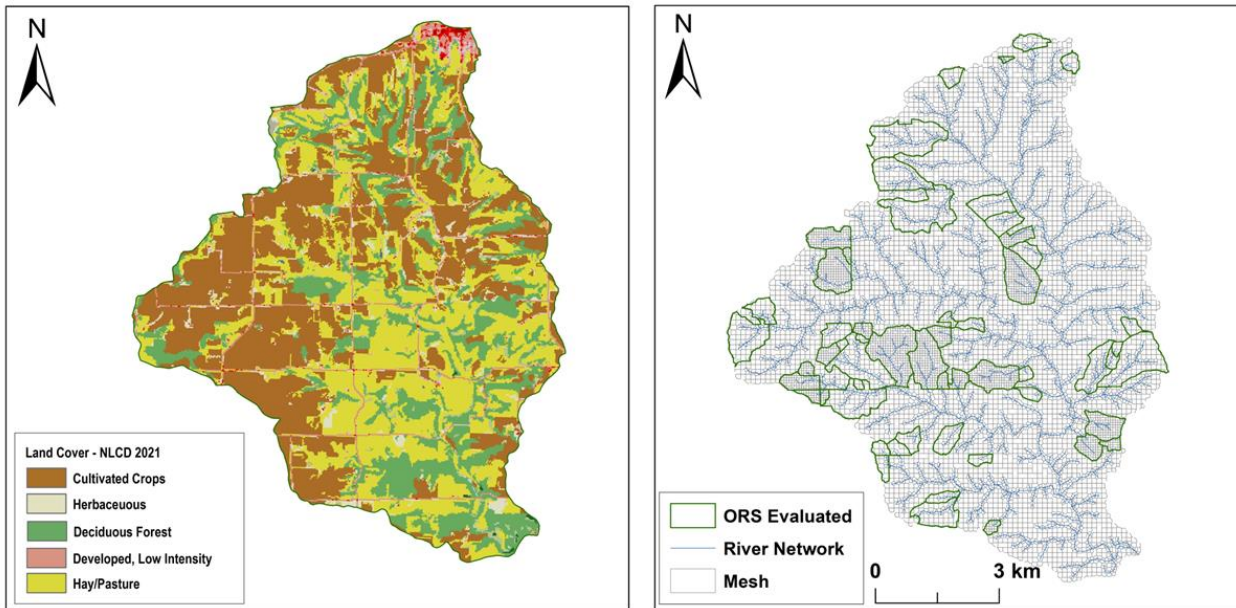 N
Land Cover - NLCD 2021
Cultivated Crops
Herbaceuous
Deciduous Forest
Developed, Low Intensity
Hay/Pasture
N
ORS Evaluated
River Network
Mesh
0 3 km